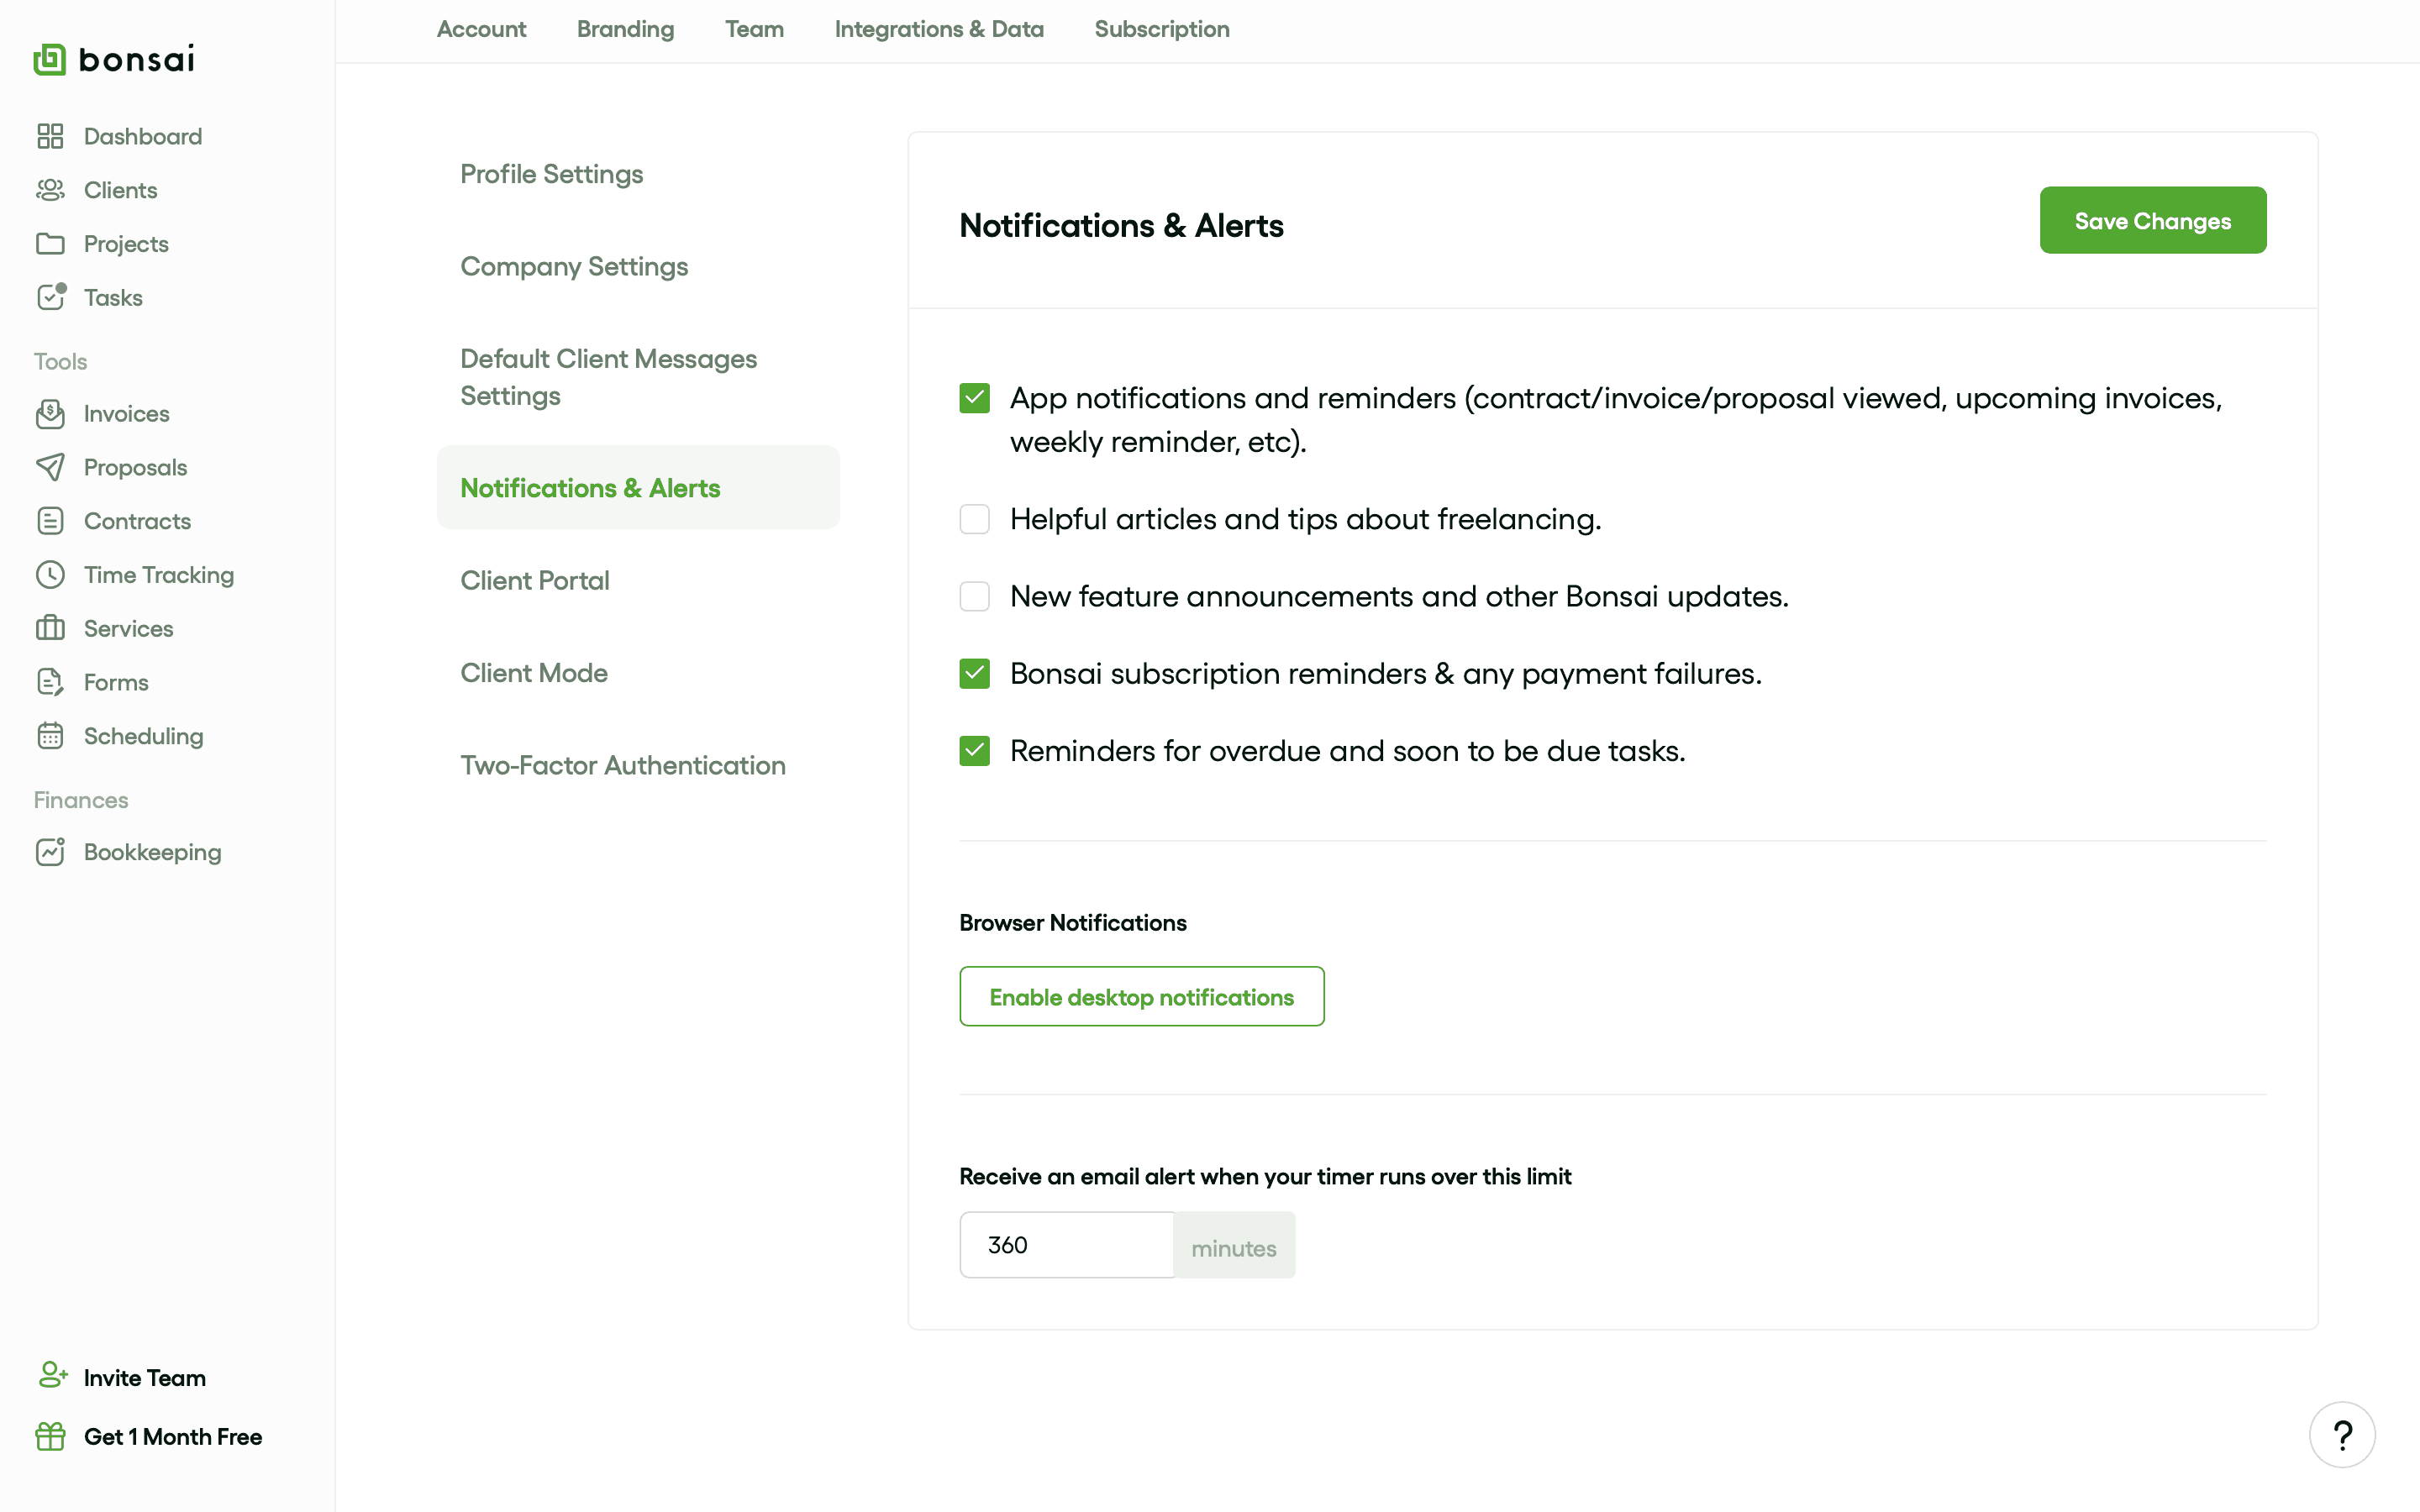 bonsai
Dashboard
Clients
Projects
Tasks
Tools
Invoices
Proposals
Contracts
Time Tracking
Services
Forms
Scheduling
Finances
Bookkeeping
Invite Team
Get 1 Month Free
Account
Branding
Team
Integrations & Data
Subscription
Profile Settings
Company Settings
Default Client Messages
Settings
Notifications & Alerts
Client Portal
Client Mode
Two-Factor Authentication
Notifications & Alerts
Save Changes
App notifications and reminders (contract/invoice/proposal viewed, upcoming invoices,
weekly reminder, etc).
Helpful articles and tips about freelancing.
New feature announcements and other Bonsai updates.
Bonsai subscription reminders & any payment failures.
Reminders for overdue and soon to be due tasks.
Browser Notifications
Enable desktop notifications
Receive an email alert when your timer runs over this limit
360
minutes
?